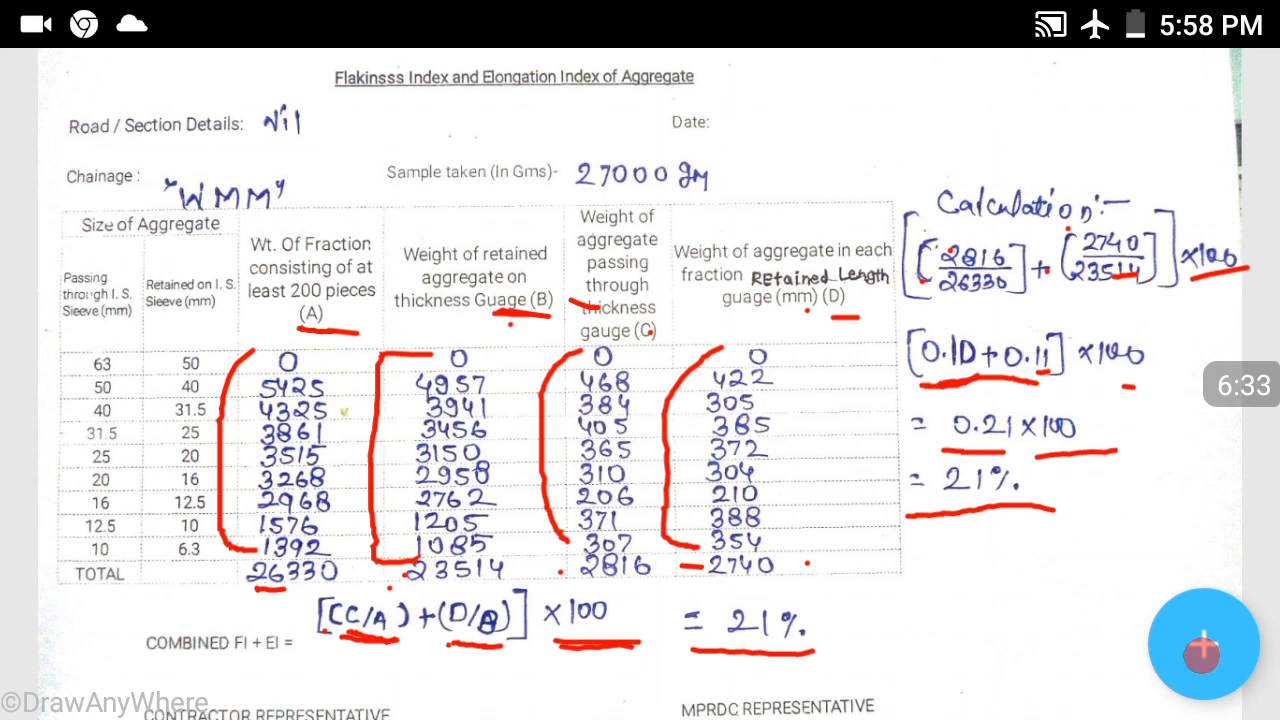 5:58 PM
Flakinsss Index and Elongation Index of Aggregate
Road / Section Details: Nil Date:
Chainage : "WMM" Sample taken (In Gms)- 27000 gm
Size of Aggregate
Passing through I. S. Sieeve (mm)
Retained on I. S. Sieeve (mm)
Wt. Of Fraction
consisting of at
least 200 pieces
(A)
Weight of retained
aggregate on
thickness Guage (B)
Weight of
aggregate
passing
through
thickness
gauge (C)
Weight of aggregate in each
fraction Retained Length
guage (mm) (D)
63 50 0 0 0 0
50 40 5425 4957 468 422
40 31.5 4325 3941 384 305
31.5 25 3861 3456 405 385
25 20 3515 3150 365 372
20 16 3268 2958 310 304
16 12.5 2968 2762 206 210
12.5 10 1576 1205 371 388
10 6.3 1392 1085 307 354
TOTAL 26330 23514 2816 2740
COMBINED FI + EI = [(C/A) + (D/B)] × 100 = 21%.
CONTRACTOR REPRESENTATIVE MPRDC REPRESENTATIVE
Calculation:-
[(2816/26330] + (2740/23514)] × 100
[0.10 + 0.11] × 100
= 0.21 × 100
= 21%.
6:33
©DrawAnyWhere